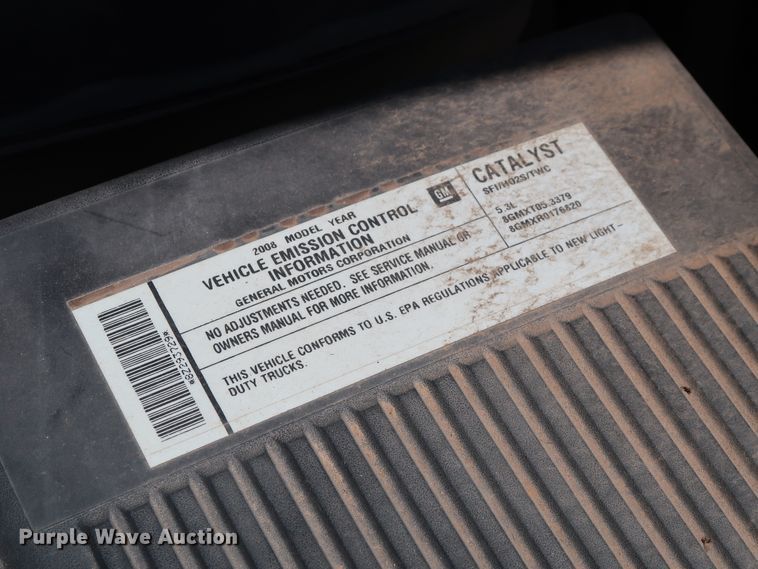 2008 MODEL YEAR
VEHICLE EMISSION CONTROL
INFORMATION
GENERAL MOTORS CORPORATION
GM
CATALYST
SFI/HO2S/TWC
5.3L
8GMXT05.3379
8GMXR0176820
NO ADJUSTMENTS NEEDED. SEE SERVICE MANUAL OR
OWNERS MANUAL FOR MORE INFORMATION.
THIS VEHICLE CONFORMS TO U.S. EPA REGULATIONS APPLICABLE TO NEW LIGHT-
DUTY TRUCKS.
*82293729*
Purple Wave Auction